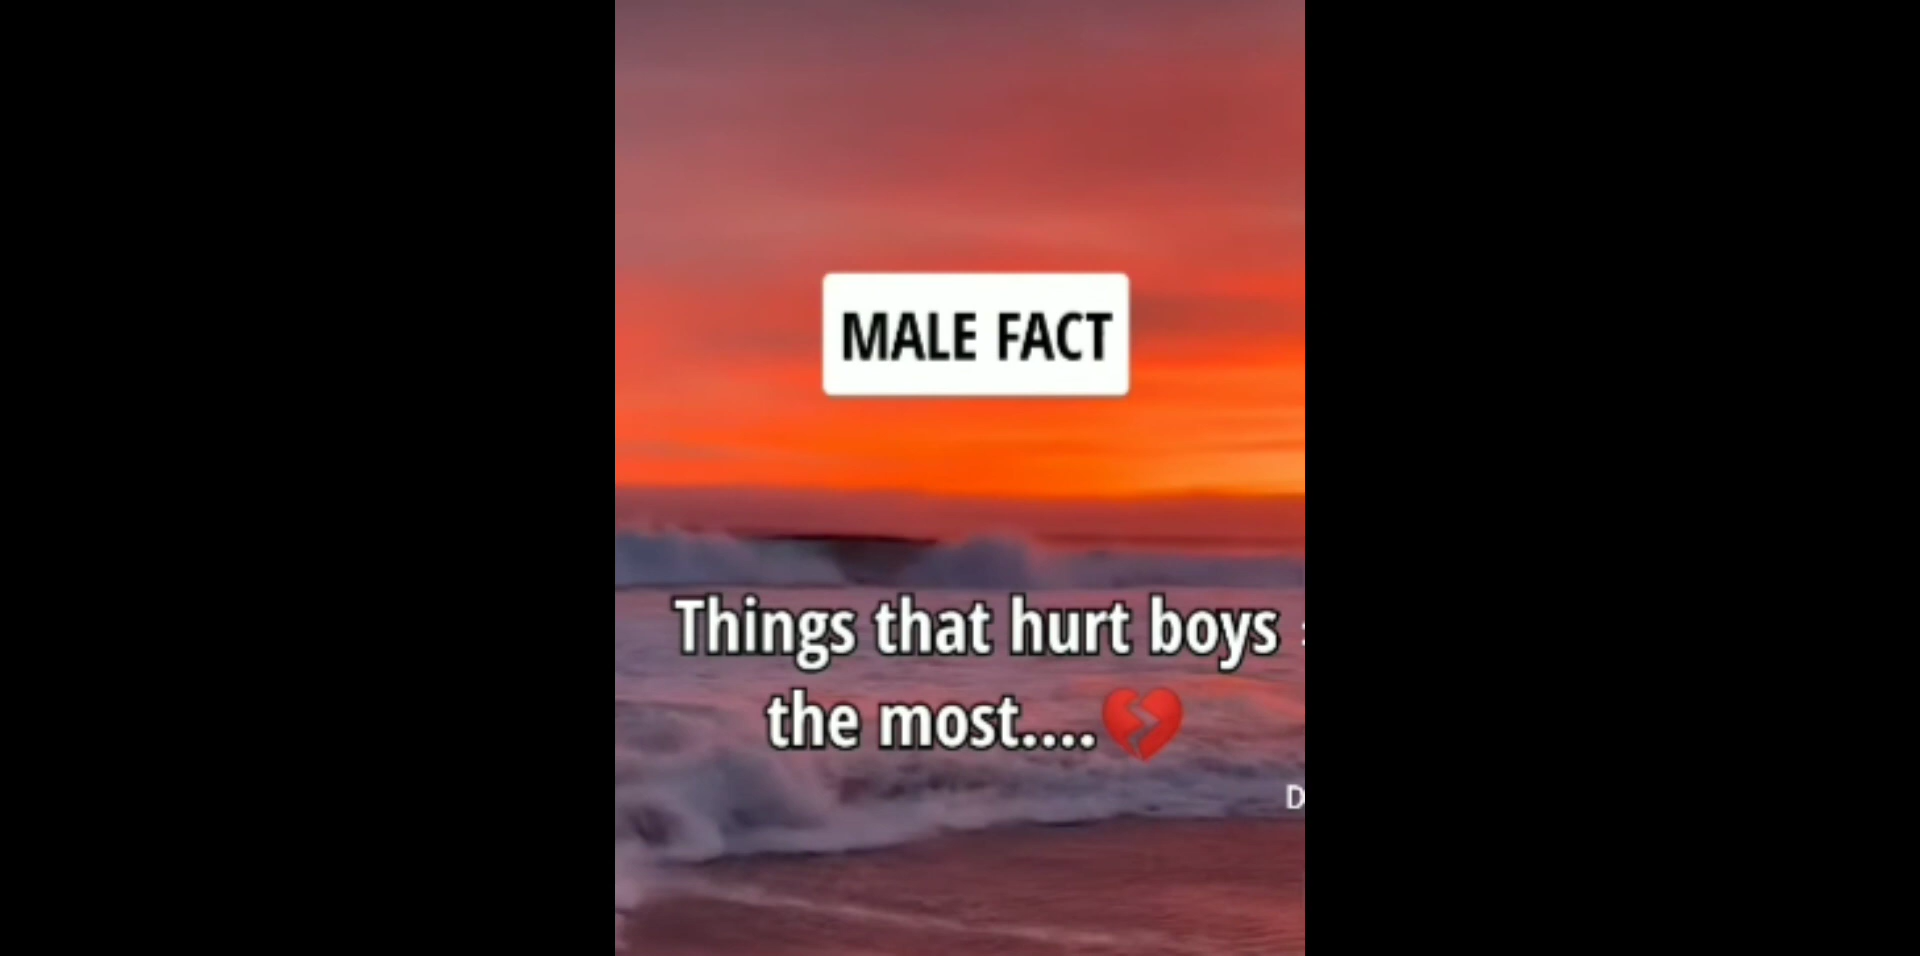 MALE FACT
Things that hurt boys
the most....💔
D